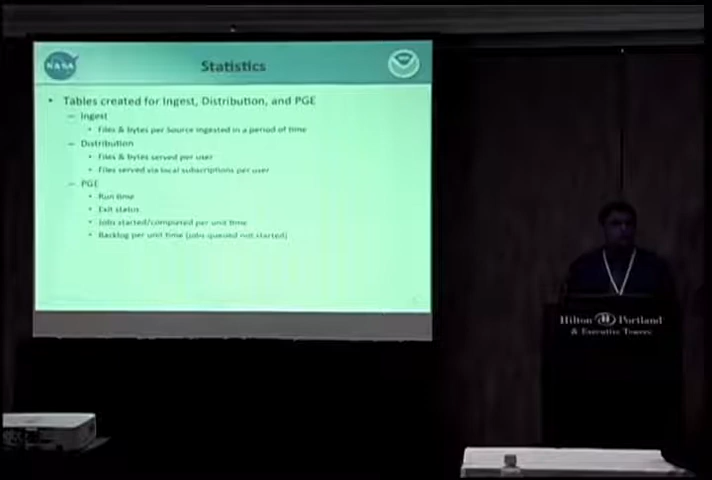 NASA
Statistics
• Tables created for Ingest, Distribution, and PGE
– Ingest
• Files & bytes per Source ingested in a period of time
– Distribution
• Files & bytes served per user
• Files served via local subscriptions per user
– PGE
• Run time
• Exit status
• Jobs started/completed per unit time
• Backlog per unit time (jobs queued not started)
Hilton Portland
& Executive Tower